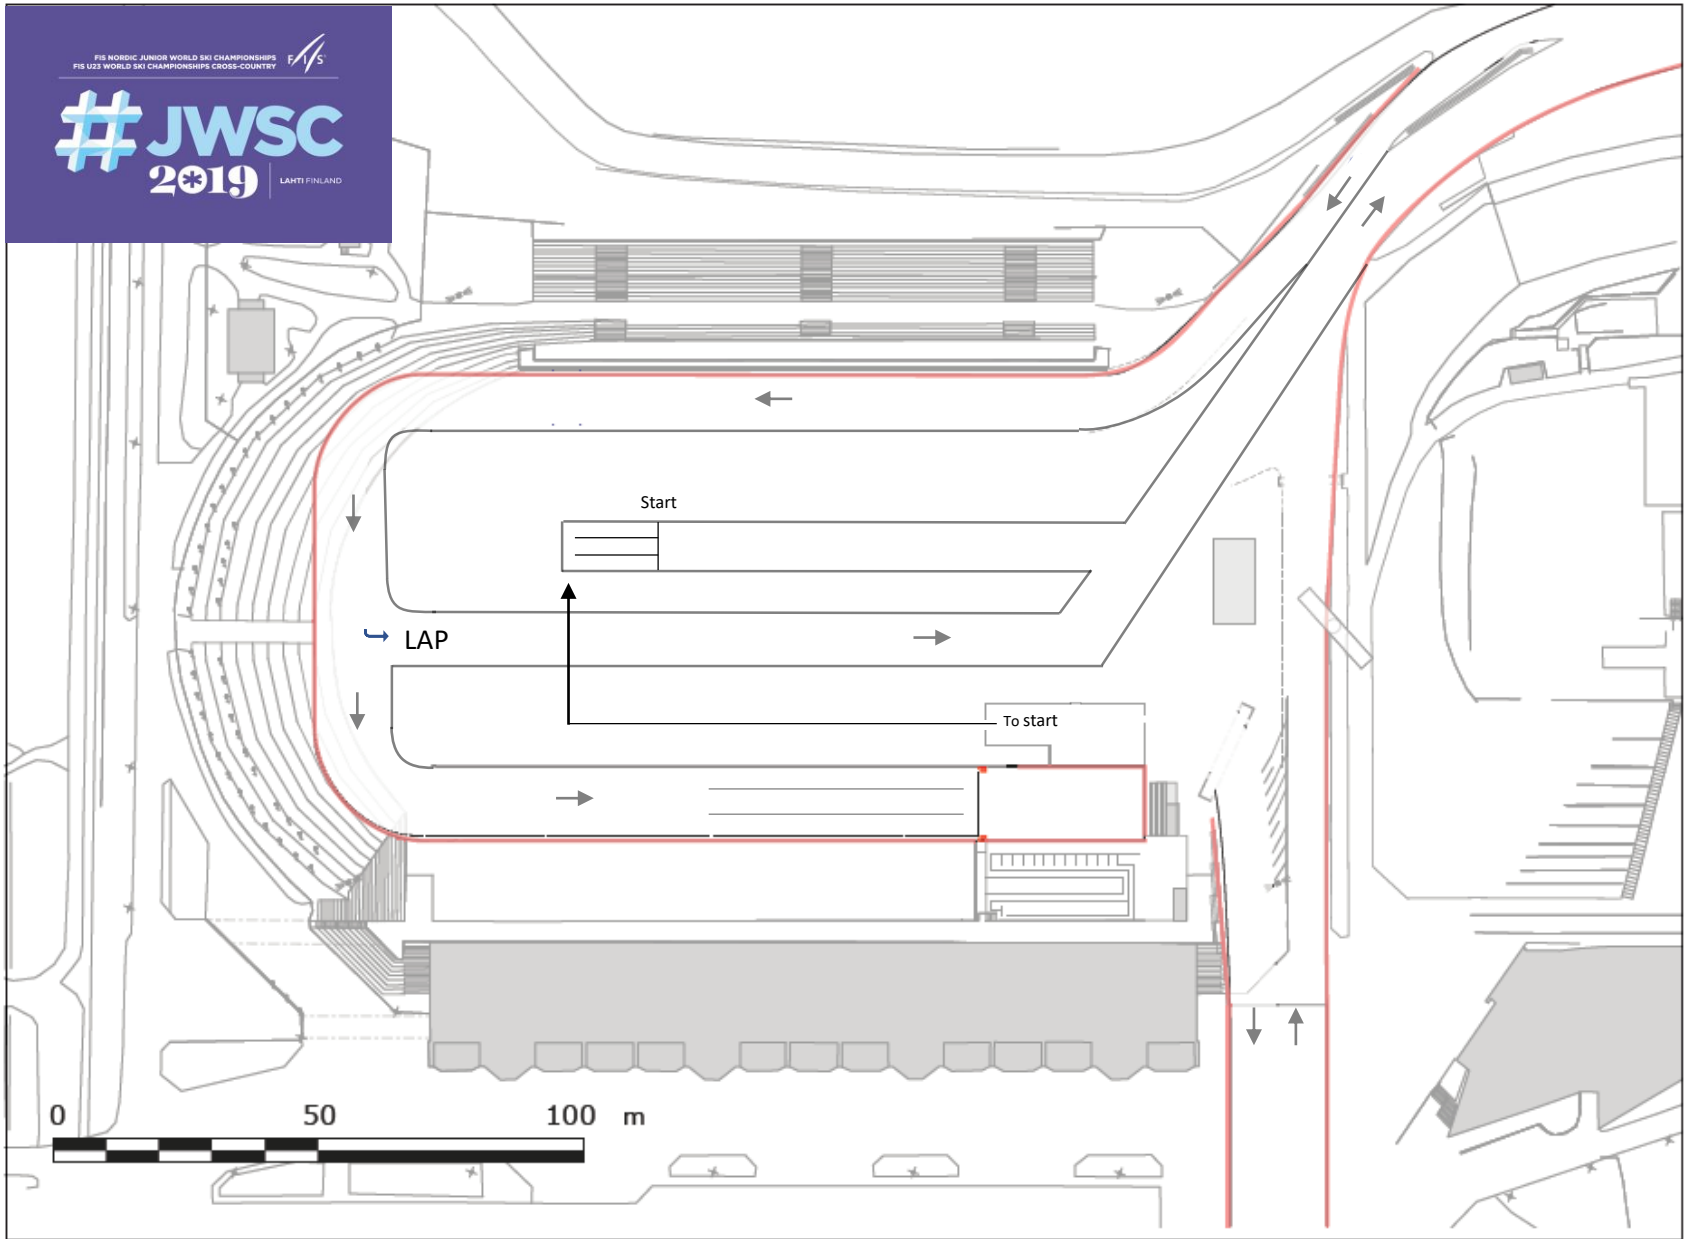 FIS NORDIC JUNIOR WORLD SKI CHAMPIONSHIPS
FIS U23 WORLD SKI CHAMPIONSHIPS CROSS-COUNTRY
F/I/S
#JWSC
2019
LAHTI FINLAND
Start
LAP
To start
0 50 100 m